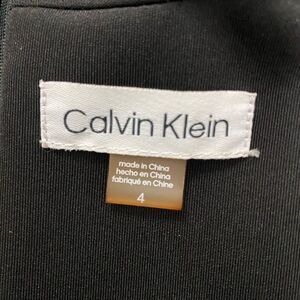 Calvin Klein
made in China
hecho en China
fabriqué en Chine
4